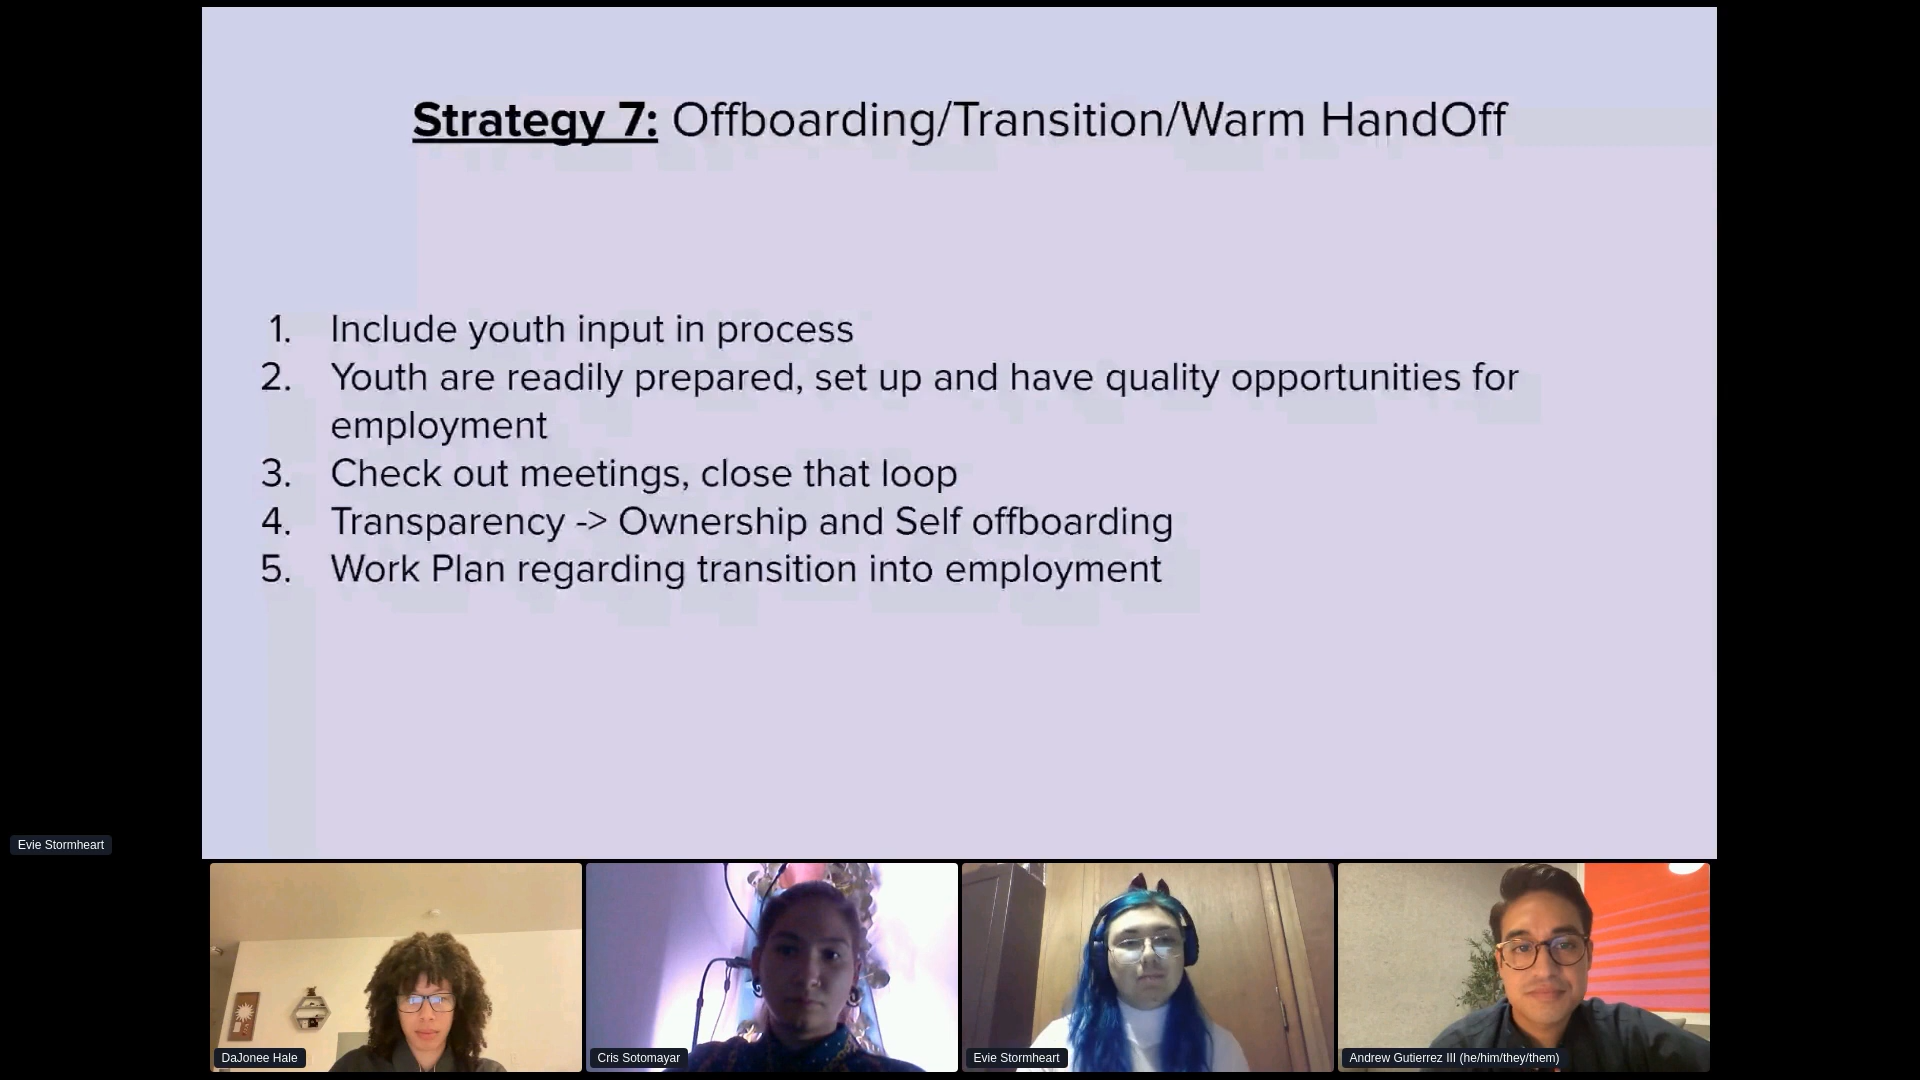 Strategy 7: Offboarding/Transition/Warm HandOff
1. Include youth input in process
2. Youth are readily prepared, set up and have quality opportunities for
employment
3. Check out meetings, close that loop
4. Transparency -> Ownership and Self offboarding
5. Work Plan regarding transition into employment
Evie Stormheart
DaJonee Hale
Cris Sotomayar
Evie Stormheart
Andrew Gutierrez III (he/him/they/them)